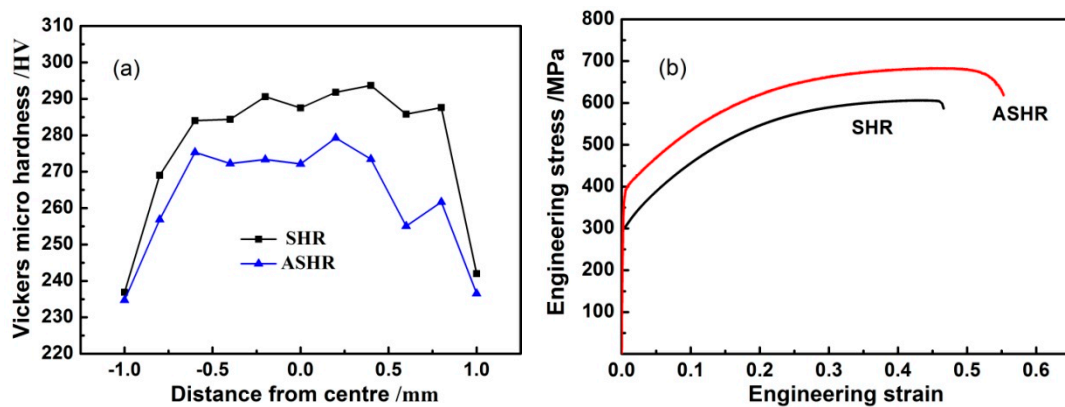 (a)
Vickers micro hardness /HV
310
300
290
280
270
260
250
240
230
220
SHR
ASHR
-1.0 -0.5 0.0 0.5 1.0
Distance from centre /mm
(b)
Engineering stress /MPa
800
700
600
500
400
300
200
100
SHR
ASHR
0.0 0.1 0.2 0.3 0.4 0.5 0.6
Engineering strain